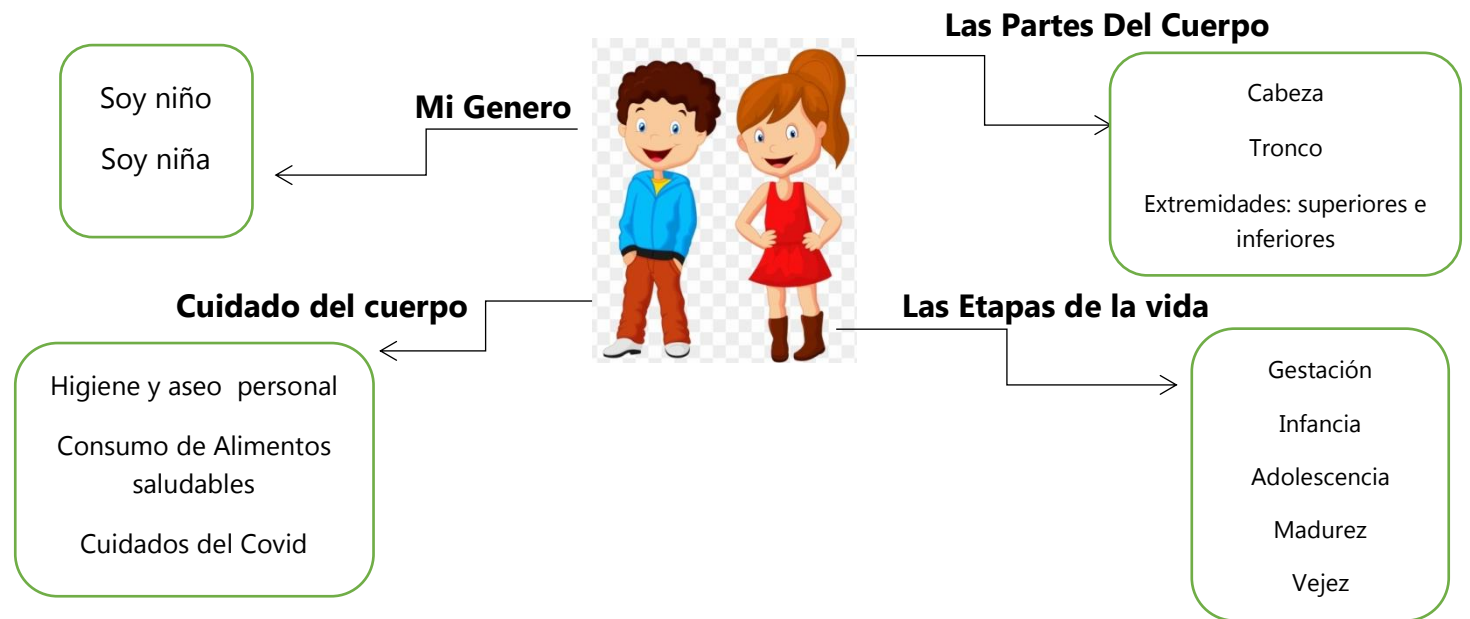 Las Partes Del Cuerpo
Soy niño
Soy niña
Mi Genero
Cabeza
Tronco
Extremidades: superiores e
inferiores
Cuidado del cuerpo
Las Etapas de la vida
Higiene y aseo personal
Consumo de Alimentos
saludables
Cuidados del Covid
Gestación
Infancia
Adolescencia
Madurez
Vejez